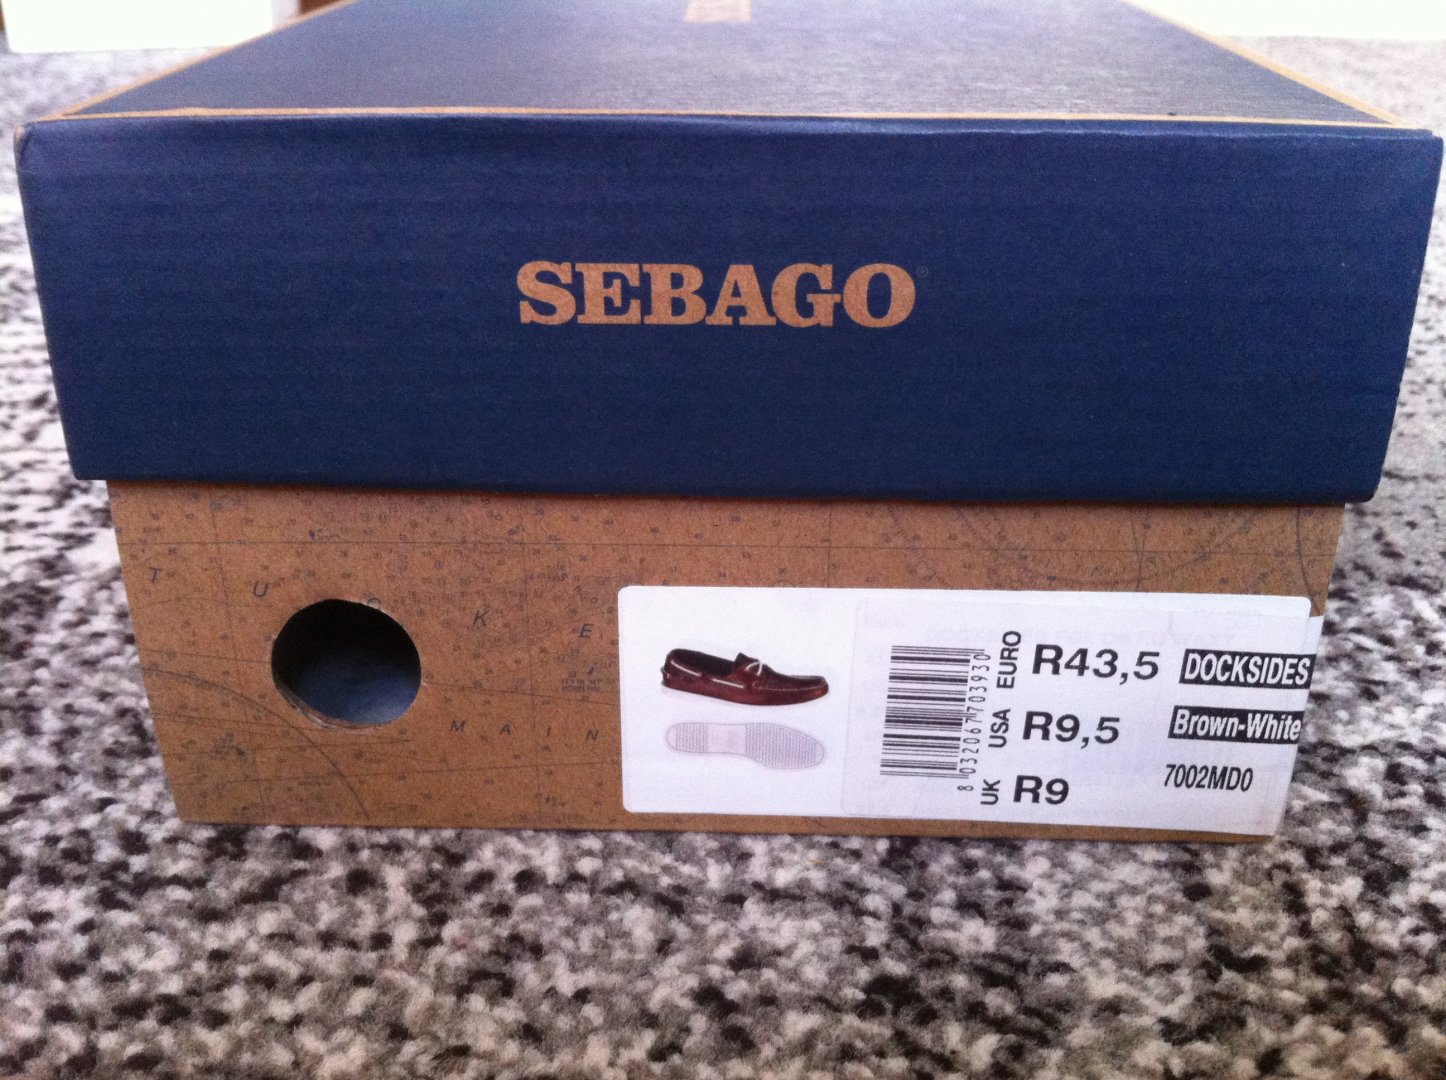 SEBAGO®
T U C K E
M A I N
8 032067 703930
EURO R43,5 DOCKSIDES
USA R9,5 Brown-White
UK R9 7002MD0